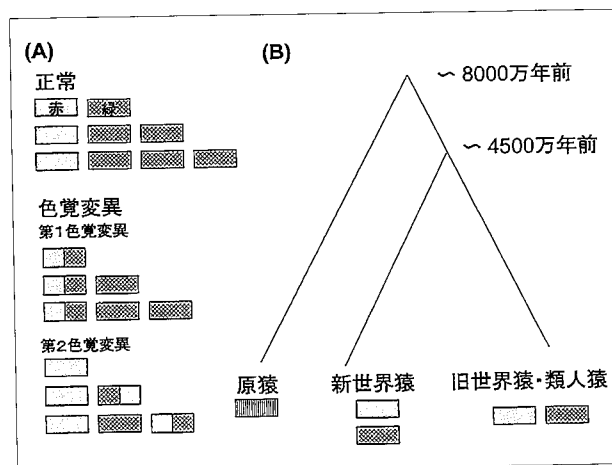 (A)
正常
赤 緑
色覚変異
第1色覚変異
第2色覚変異
(B)
～8000万年前
～4500万年前
原猿
新世界猿
旧世界猿・類人猿